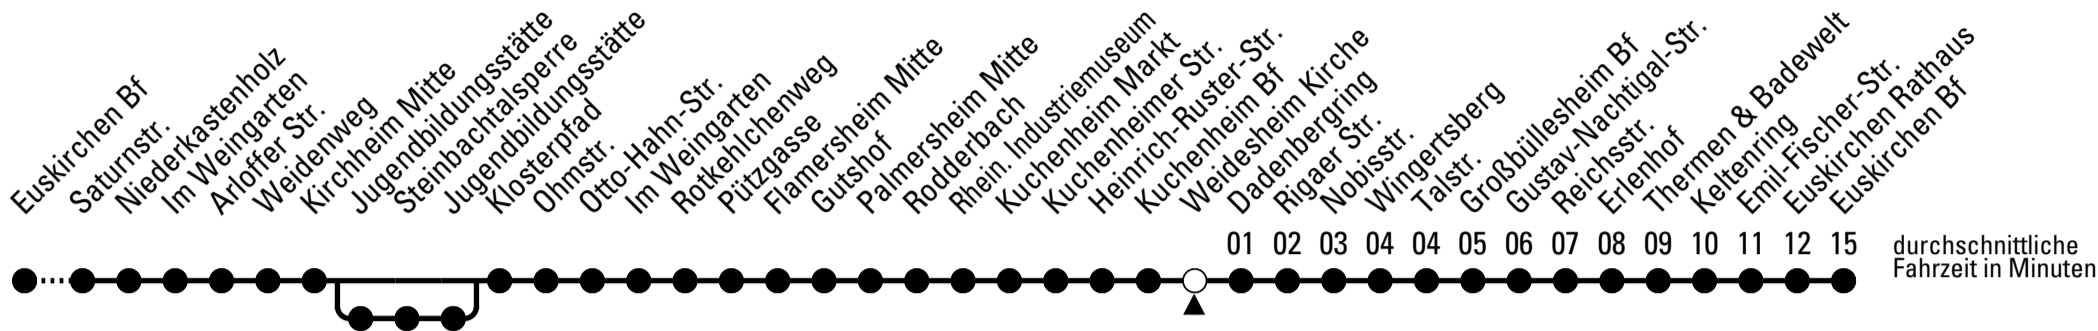 Euskirchen Bf
Saturnstr.
Niederkastenholz
Im Weingarten
Arloffer Str.
Weidenweg
Kirchheim Mitte
Jugendbildungsstätte
Steinbachtalsperre
Jugendbildungsstätte
Klosterpfad
Ohmstr.
Otto-Hahn-Str.
Im Weingarten
Rotkehlchenweg
Pützgasse
Flamersheim Mitte
Gutshof
Palmersheim Mitte
Rodderbach
Rhein. Industriemuseum
Kuchenheim Markt
Kuchenheimer Str.
Heinrich-Ruster-Str.
Kuchenheim Bf
Weidesheim Kirche
Dadenbergring
Rigaer Str.
Nobisstr.
Wingertsberg
Talstr.
Großbüllesheim Bf
Gustav-Nachtigal-Str.
Reichsstr.
Erlenhof
Thermen & Badewelt
Keltenring
Emil-Fischer-Str.
Euskirchen Rathaus
Euskirchen Bf
01 02 03 04 04 05 06 07 08 09 10 11 12 15
durchschnittliche
Fahrzeit in Minuten